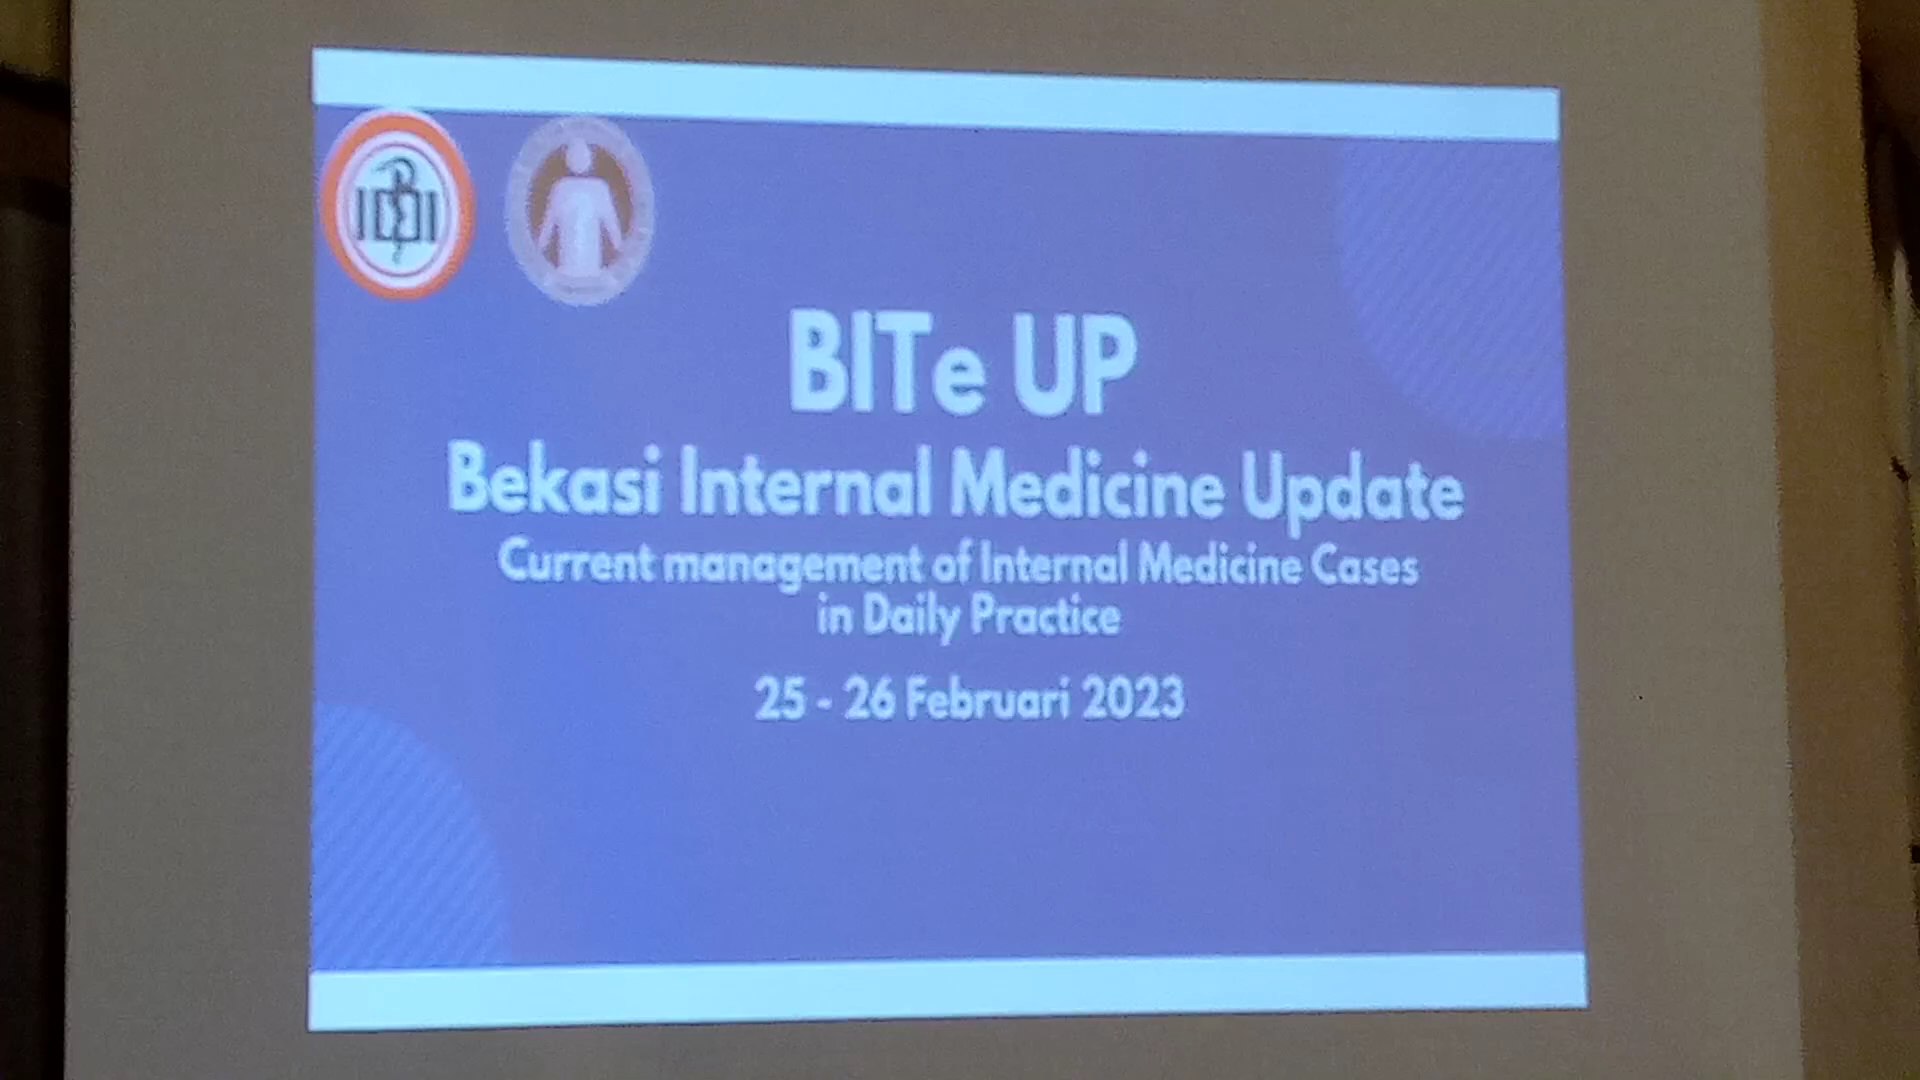 IDI
BITe UP
Bekasi Internal Medicine Update
Current management of Internal Medicine Cases
in Daily Practice
25 - 26 Februari 2023